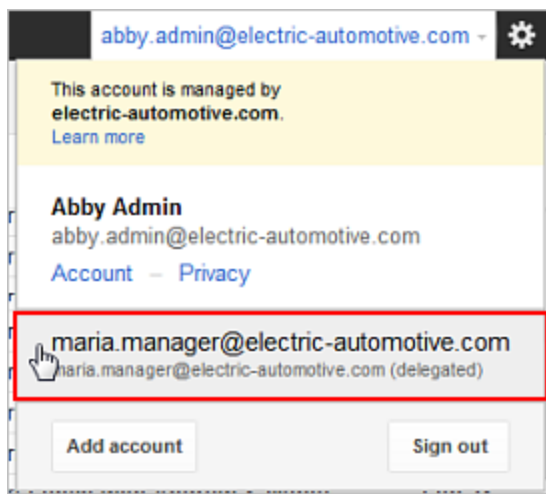 abby.admin@electric-automotive.com
This account is managed by
electric-automotive.com.
Learn more
Abby Admin
abby.admin@electric-automotive.com
Account – Privacy
maria.manager@electric-automotive.com
maria.manager@electric-automotive.com (delegated)
Add account
Sign out